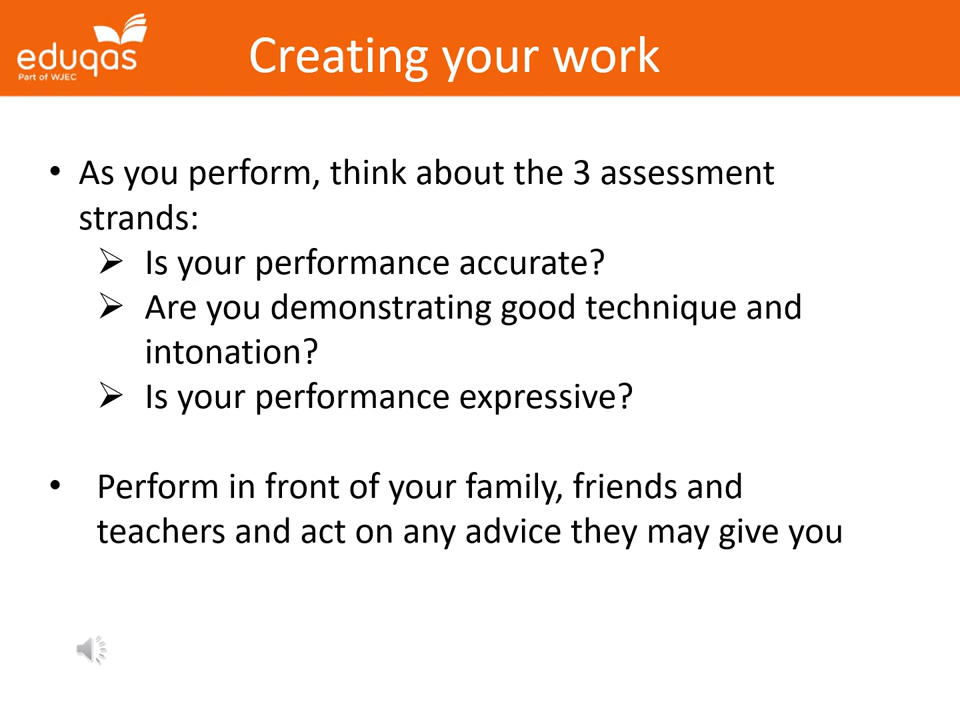 eduqas
Part of WJEC
Creating your work
• As you perform, think about the 3 assessment
strands:
➢ Is your performance accurate?
➢ Are you demonstrating good technique and
intonation?
➢ Is your performance expressive?
• Perform in front of your family, friends and
teachers and act on any advice they may give you